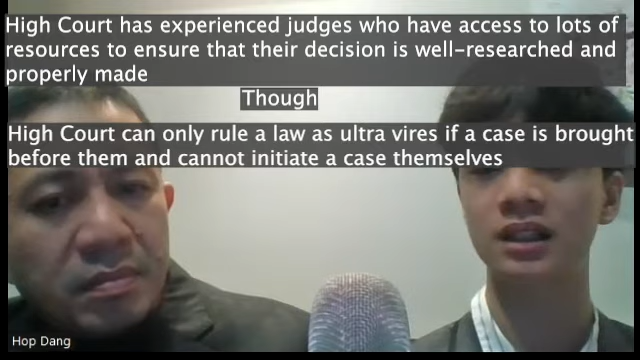 High Court has experienced judges who have access to lots of
resources to ensure that their decision is well-researched and
properly made
Though
High Court can only rule a law as ultra vires if a case is brought
before them and cannot initiate a case themselves
Hop Dang